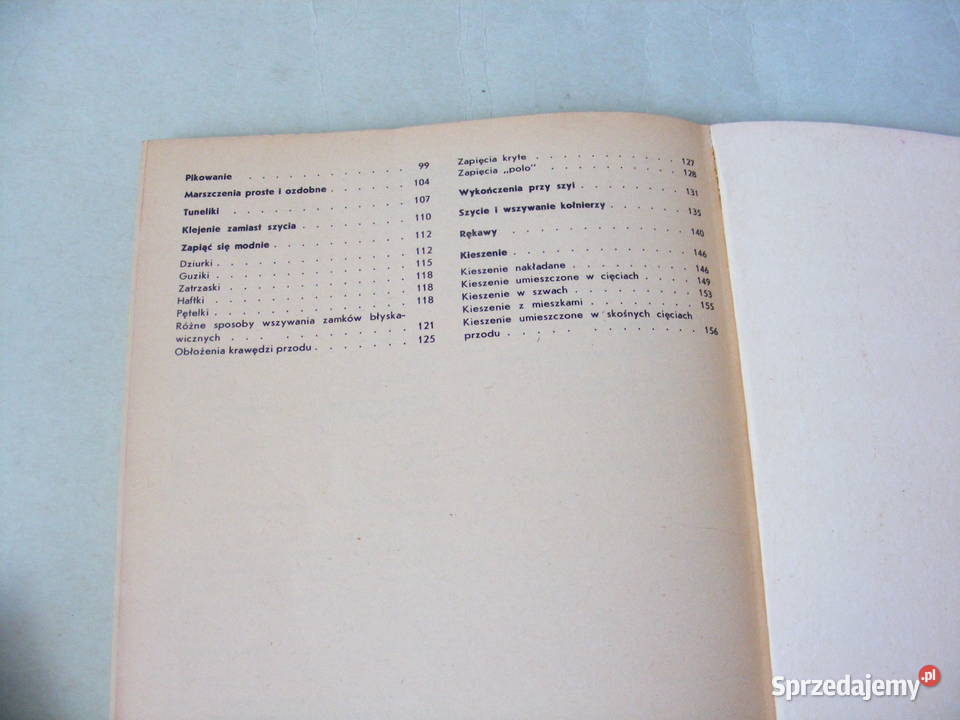 Pikowanie . . . . . . . . . . . . 99
Marszczenia proste i ozdobne . . . . . 104
Tuneliki . . . . . . . . . . . . 107
Klejenie zamiast szycia . . . . . . . 110
Zapiąć się modnie . . . . . . . . . 112
Dziurki . . . . . . . . . . . . . 112
Guziki . . . . . . . . . . . . . 115
Zatrzaski . . . . . . . . . . . . 118
Haftki . . . . . . . . . . . . . 118
Pętelki . . . . . . . . . . . . . 118
Różne sposoby wszywania zamków błyska-
wicznych . . . . . . . . . . . . 121
Obłożenia krawędzi przodu . . . . . . 125
Zapięcia kryte . . . . . . . . . . 127
Zapięcia „polo" . . . . . . . . . . 128
Wykończenia przy szyi . . . . . . . 131
Szycie i wszywanie kołnierzy . . . . . 135
Rękawy . . . . . . . . . . . . 140
Kieszenie . . . . . . . . . . . . 146
Kieszenie nakładane . . . . . . . . 146
Kieszenie umieszczone w cięciach . . . . 149
Kieszenie w szwach . . . . . . . . 153
Kieszenie z mieszkami . . . . . . . 155
Kieszenie umieszczone w skośnych cięciach
przodu . . . . . . . . . . . . . 156
Sprzedajemy.pl